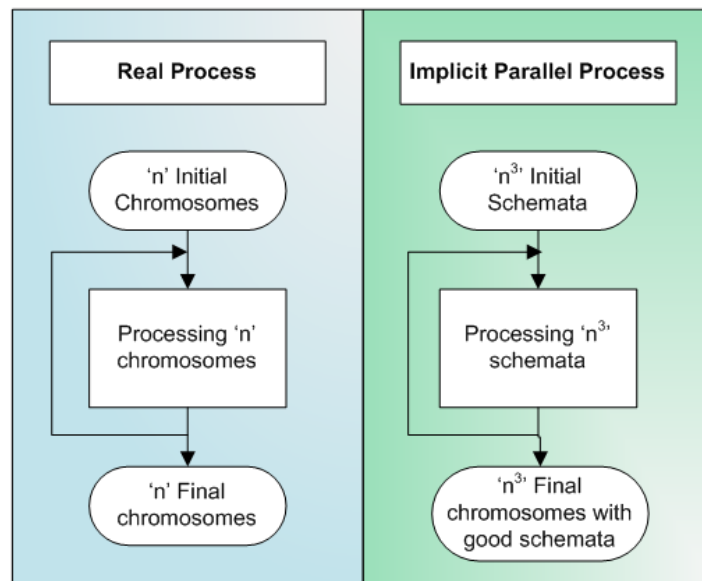 Real Process
'n' Initial
Chromosomes
Processing 'n'
chromosomes
'n' Final
chromosomes
Implicit Parallel Process
'n³' Initial
Schemata
Processing 'n³'
schemata
'n³' Final
chromosomes with
good schemata